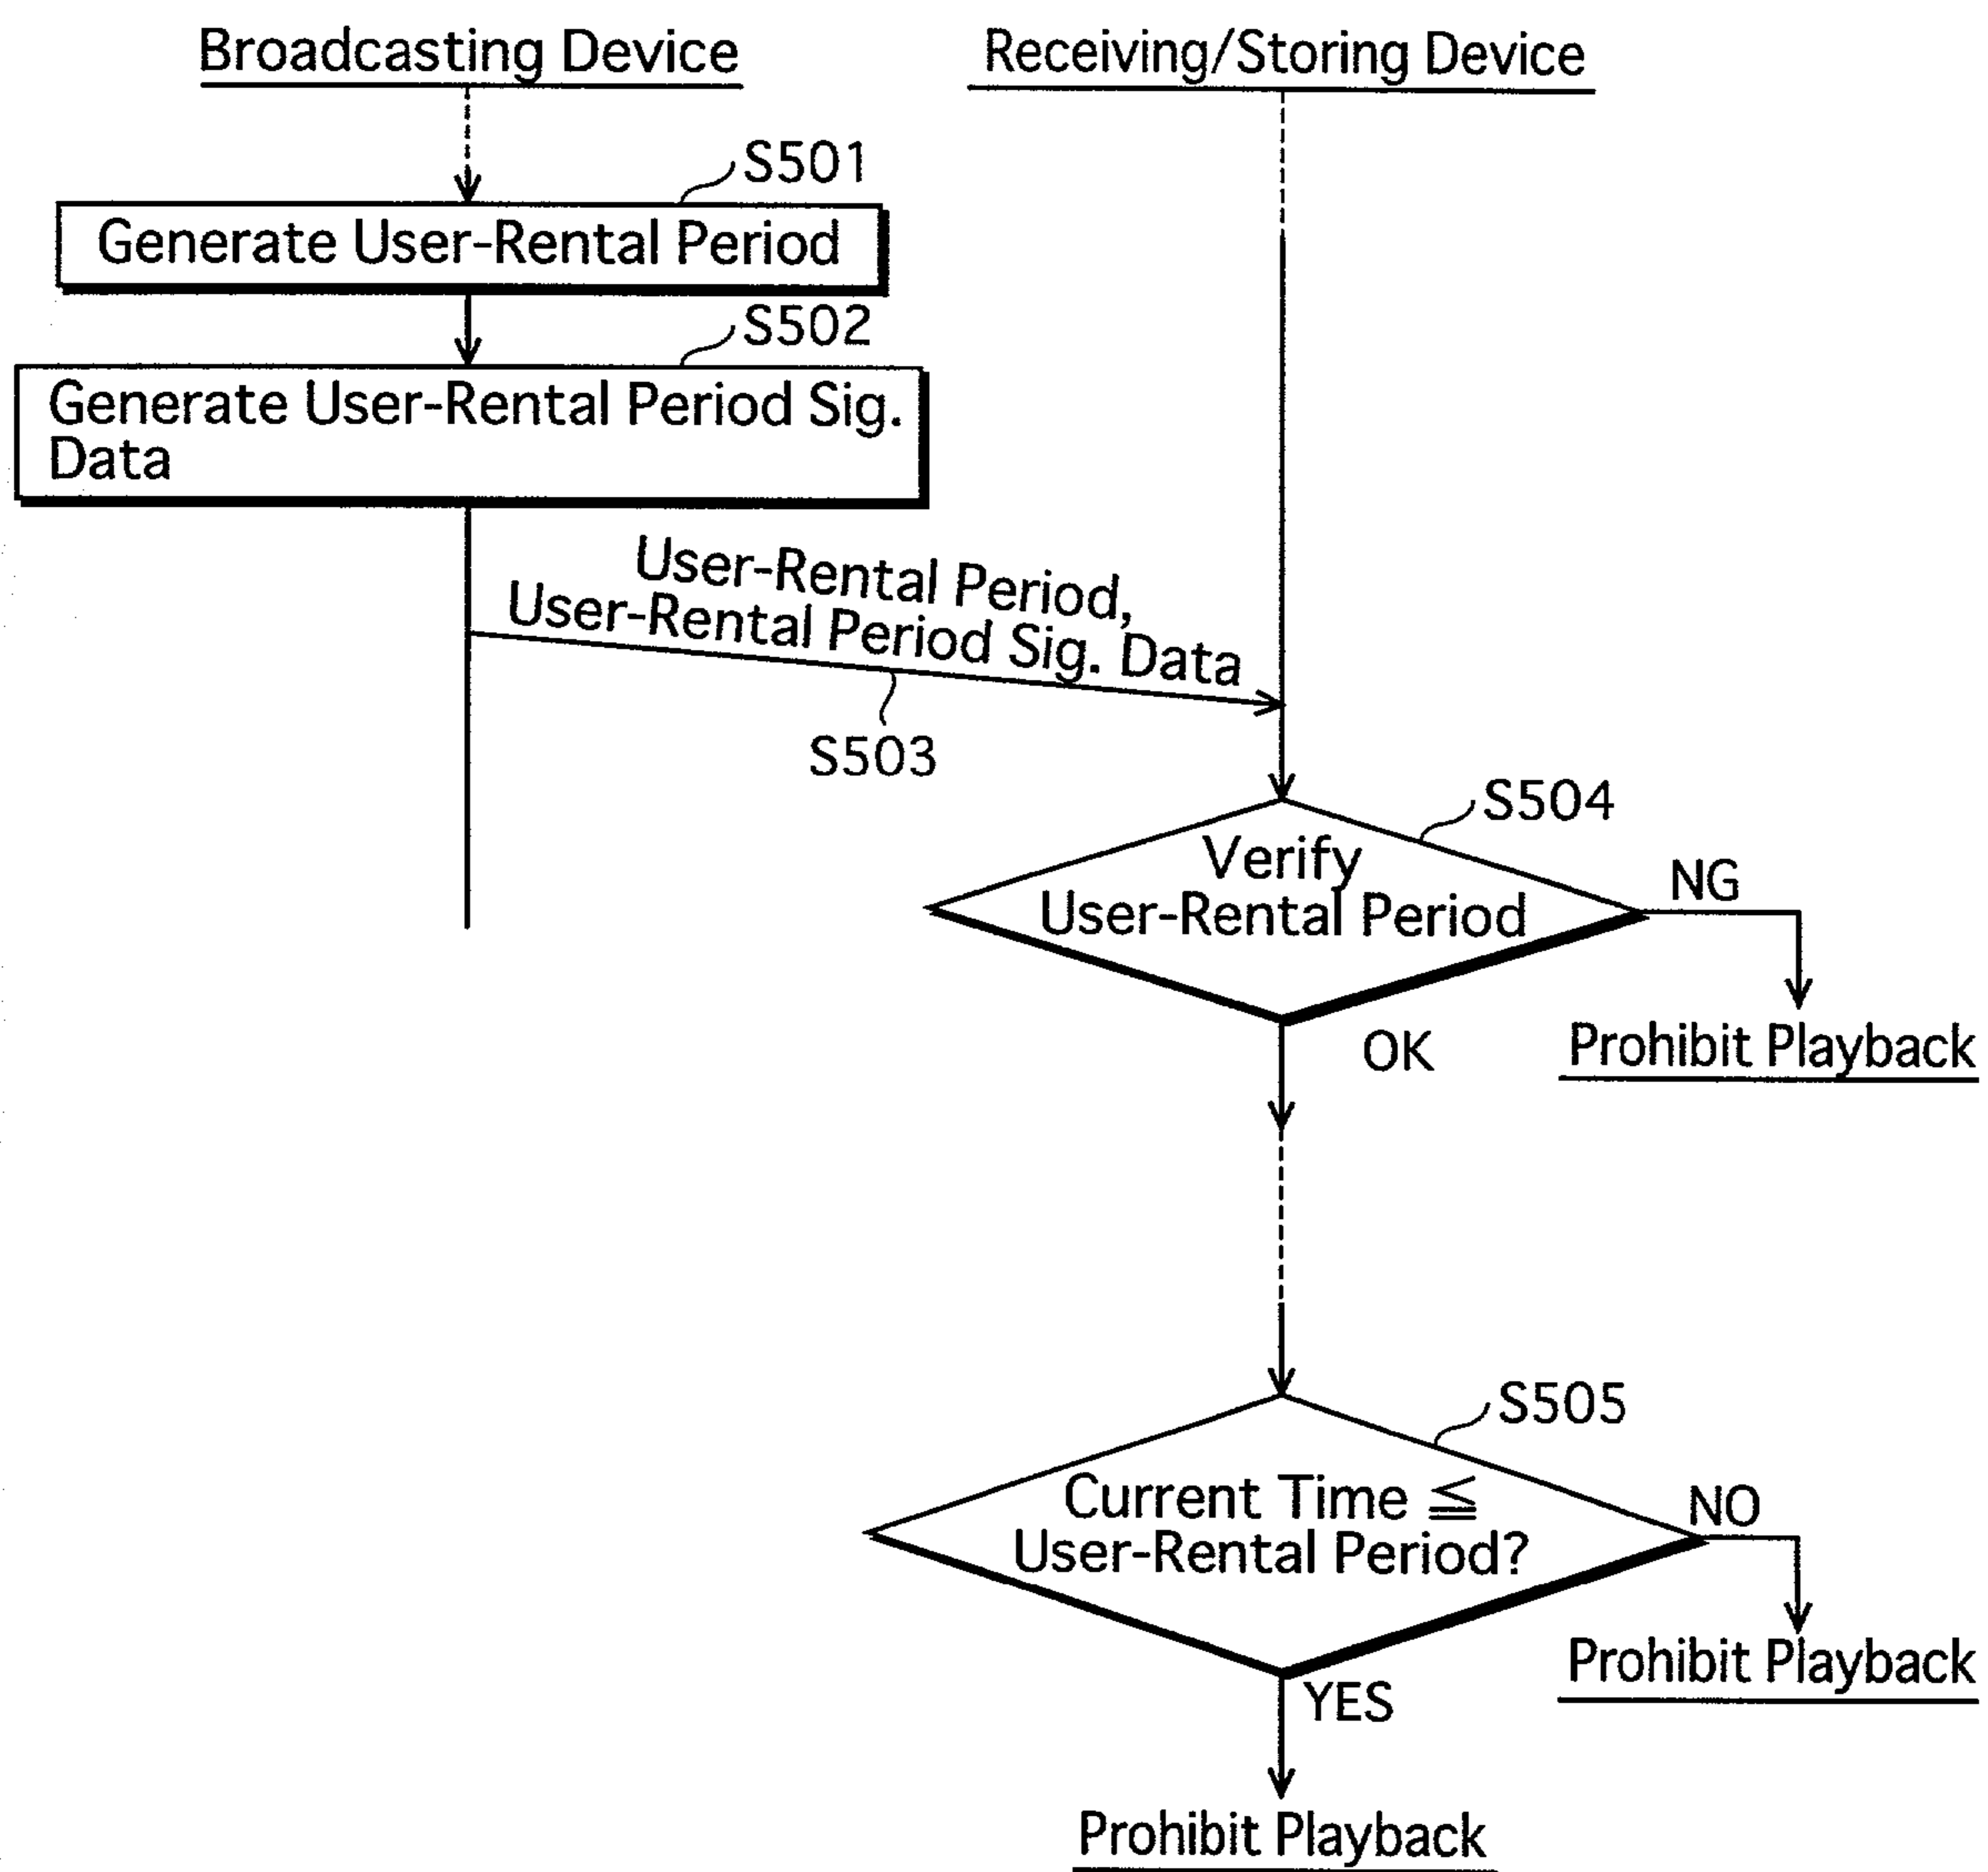 Broadcasting Device
Receiving/Storing Device
S501
Generate User-Rental Period
S502
Generate User-Rental Period Sig.
Data
User-Rental Period,
User-Rental Period Sig. Data
S503
S504
Verify
User-Rental Period
NG
Prohibit Playback
OK
S505
Current Time ≦
User-Rental Period?
NO
Prohibit Playback
YES
Prohibit Playback